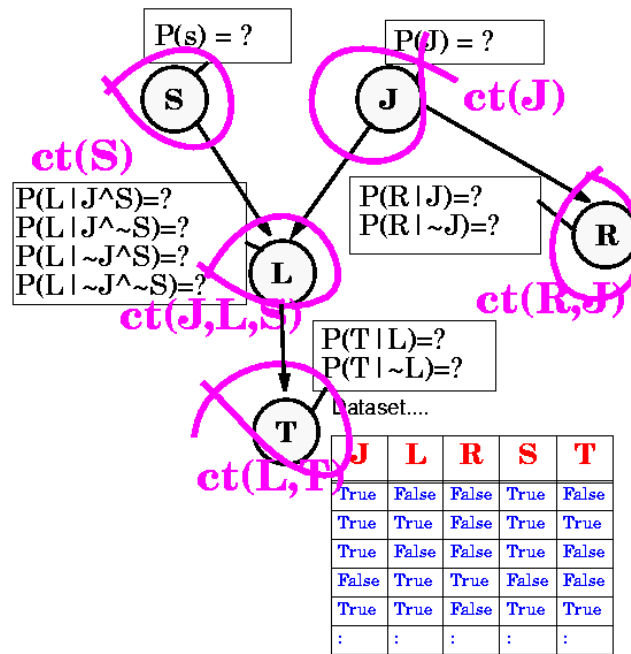 P(s) = ?
P(J) = ?
S
J
ct(J)
ct(S)
P(L | J^S)=?
P(L | J^~S)=?
P(L | ~J^S)=?
P(L | ~J^~S)=?
P(R | J)=?
P(R | ~J)=?
R
L
ct(J,L,S)
ct(R,J)
P(T | L)=?
P(T | ~L)=?
T
ct(L,T)
Dataset....
J L R S T
True False False True False
True True False True True
True False False True True
False True True False False
True True False True True
: : : : :